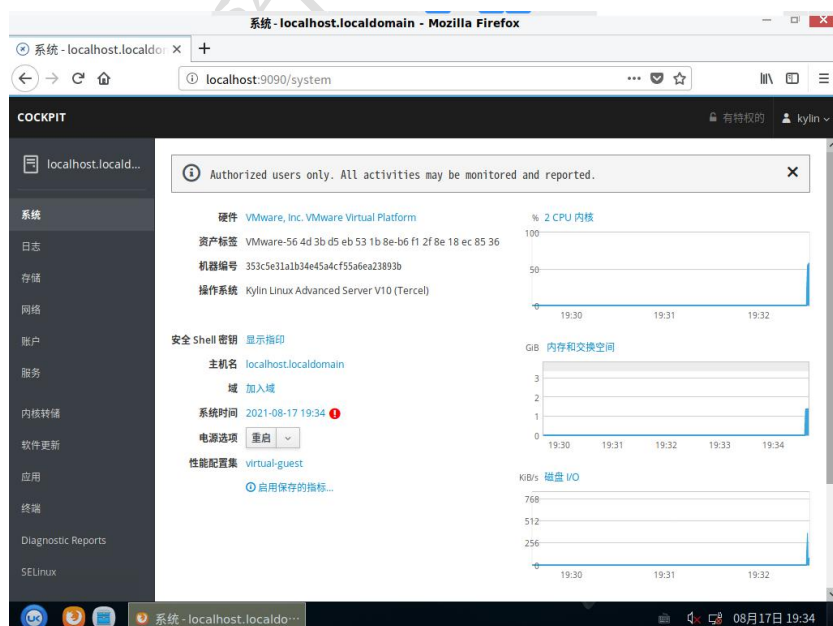 系统 - localhost.localdomain - Mozilla Firefox
系统 - localhost.localdor
localhost:9090/system
COCKPIT
有特权的
kylin
localhost.locald...
Authorized users only. All activities may be monitored and reported.
系统
日志
存储
网络
账户
服务
内核转储
软件更新
应用
终端
Diagnostic Reports
SELinux
硬件 VMware, Inc. VMware Virtual Platform
资产标签 VMware-56 4d 3b d5 eb 53 1b 8e-b6 f1 2f 8e 18 ec 85 36
机器编号 353c5e31a1b34e45a4cf55a6ea23893b
操作系统 Kylin Linux Advanced Server V10 (Tercel)
安全 Shell 密钥 显示指印
主机名 localhost.localdomain
域 加入域
系统时间 2021-08-17 19:34
电源选项 重启
性能配置集 virtual-guest
启用保存的指标...
% 2 CPU 内核
100
50
0
19:30 19:31 19:32
GiB 内存和交换空间
3
2
1
0
19:30 19:31 19:32 19:33 19:34
KiB/s 磁盘 I/O
768
512
256
0
19:30 19:31 19:32
系统 - localhost.localdo···
08月17日 19:34